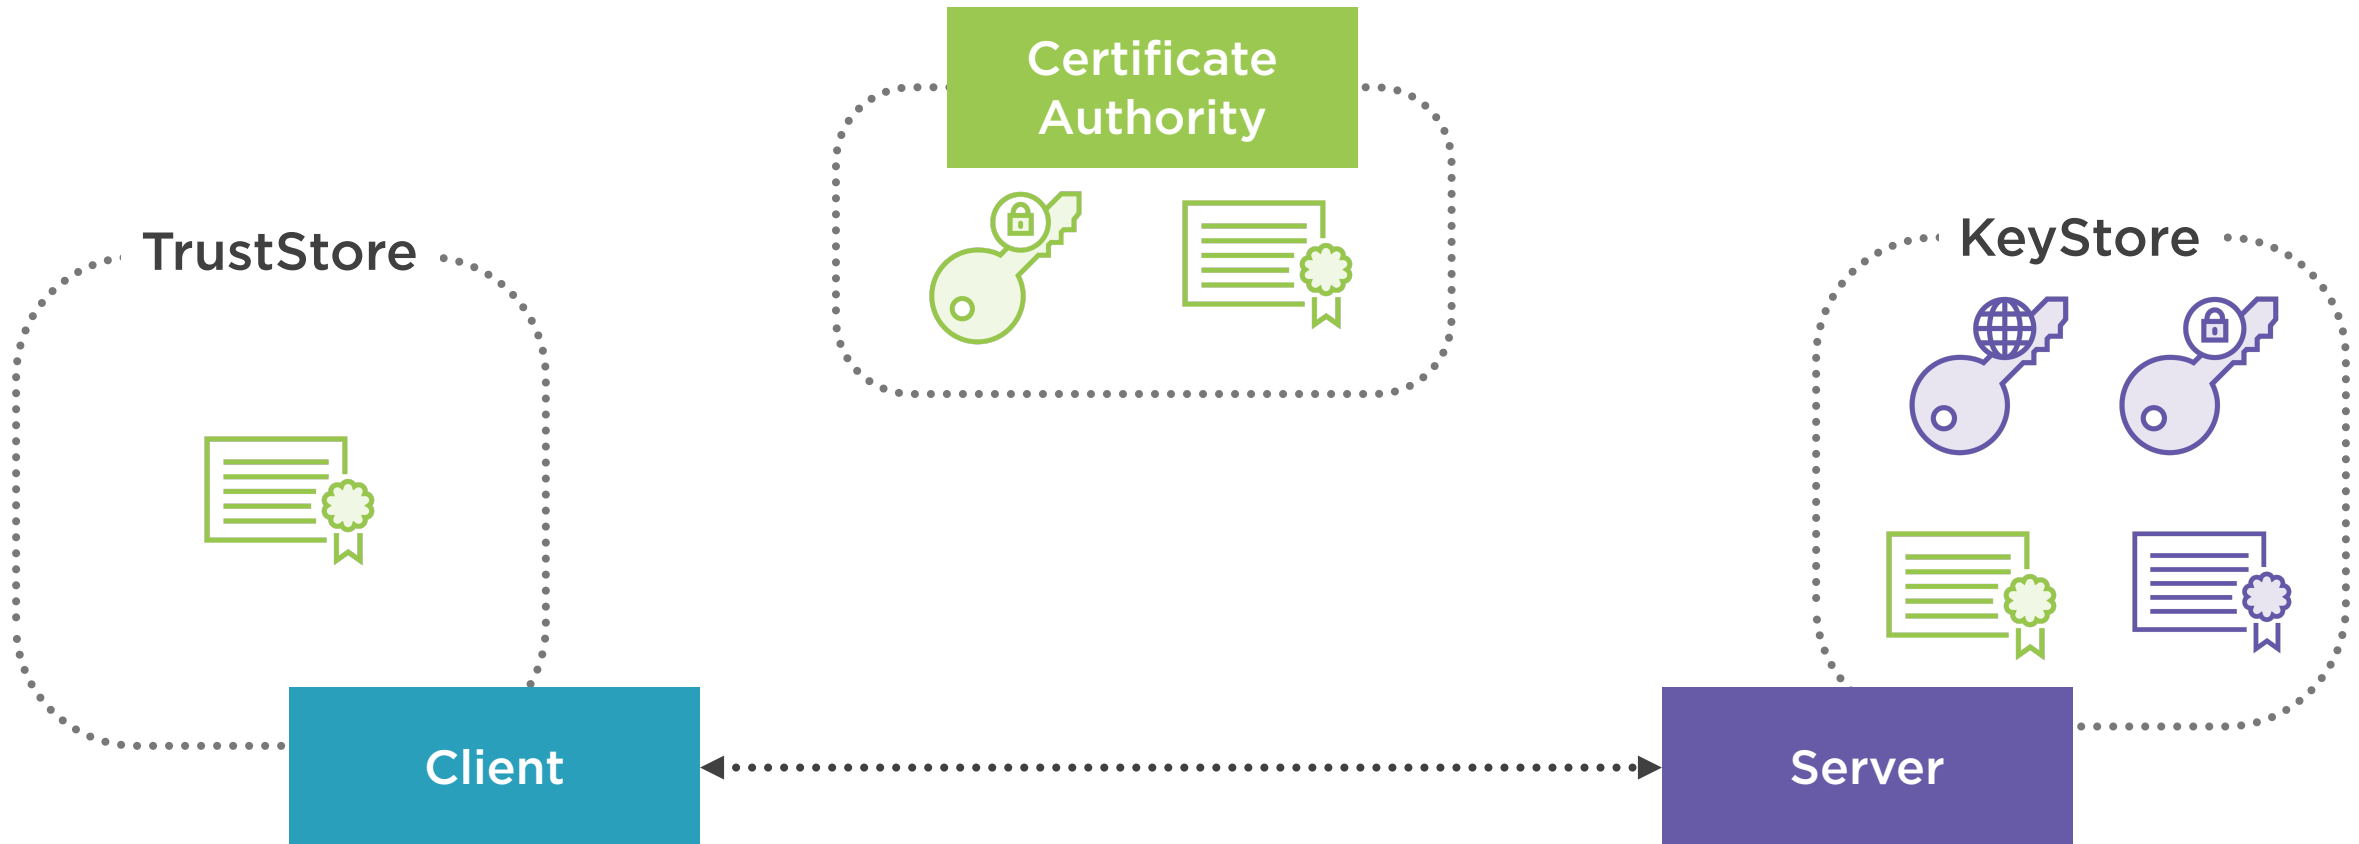 Certificate
Authority
TrustStore
KeyStore
Client
Server